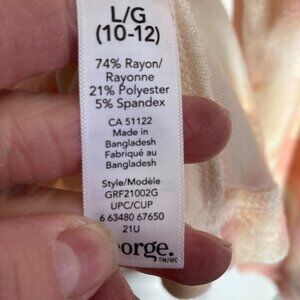 L/G
(10-12)
74% Rayon/
Rayonne
21% Polyester
5% Spandex
CA 51122
Made in
Bangladesh
Fabriqué au
Bangladesh
Style/Modèle
GRF21002G
UPC/CUP
6 63480 67650
21U
eorge.
TM/MC